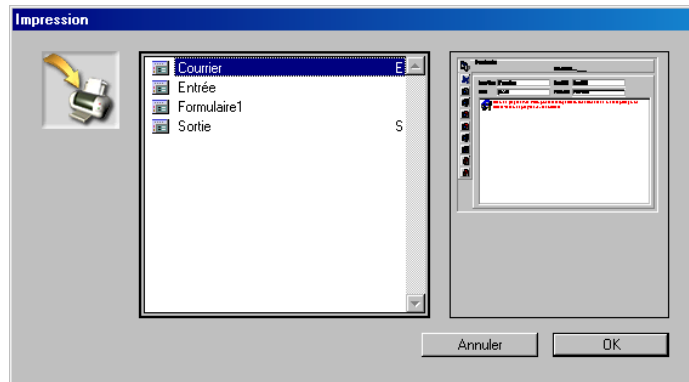 Impression
Courrier E
Entrée
Formulaire1
Sortie S
Annuler OK